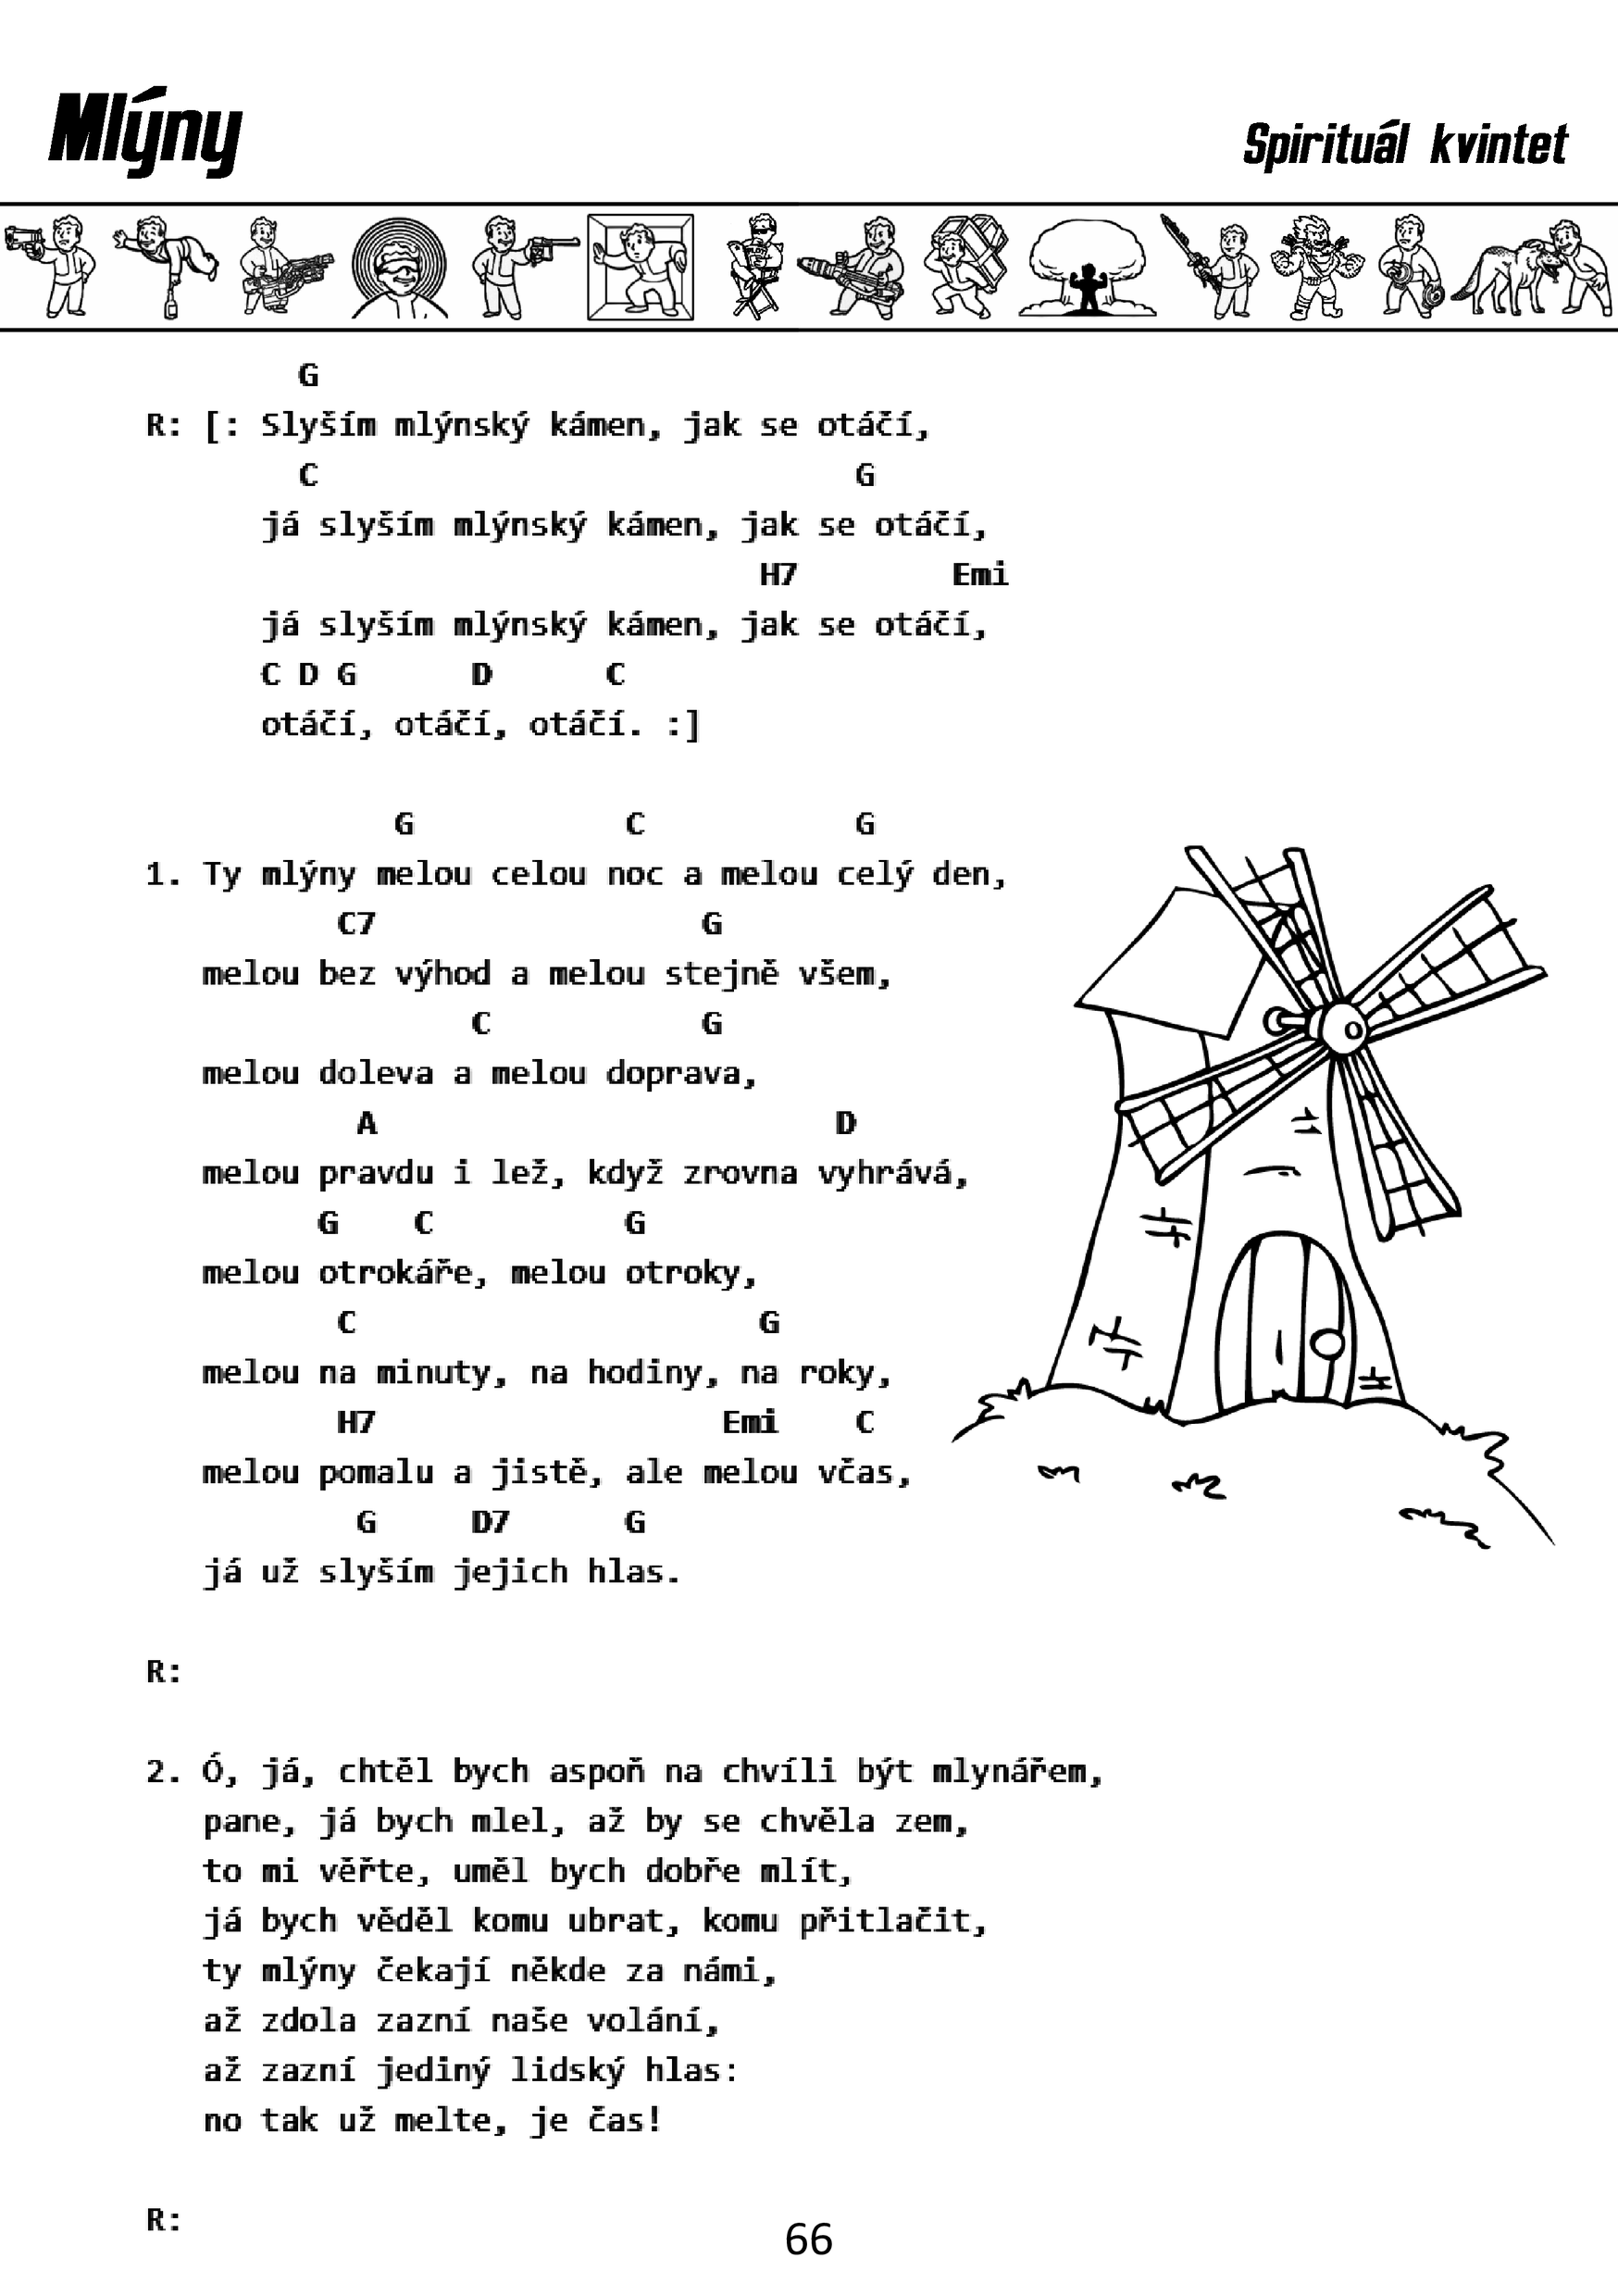 Mlýny
Spirituál kvintet
G
R: [: Slyším mlýnský kámen, jak se otáčí,
C G
já slyším mlýnský kámen, jak se otáčí,
H7 Emi
já slyším mlýnský kámen, jak se otáčí,
C D G D C
otáčí, otáčí, otáčí. :]
G C G
1. Ty mlýny melou celou noc a melou celý den,
C7 G
melou bez výhod a melou stejně všem,
C G
melou doleva a melou doprava,
A D
melou pravdu i lež, když zrovna vyhrává,
G C G
melou otrokáře, melou otroky,
C G
melou na minuty, na hodiny, na roky,
H7 Emi C
melou pomalu a jistě, ale melou včas,
G D7 G
já už slyším jejich hlas.
R:
2. Ó, já, chtěl bych aspoň na chvíli být mlynářem,
pane, já bych mlel, až by se chvěla zem,
to mi věřte, uměl bych dobře mlít,
já bych věděl komu ubrat, komu přitlačit,
ty mlýny čekají někde za námi,
až zdola zazní naše volání,
až zazní jediný lidský hlas:
no tak už melte, je čas!
R:
66